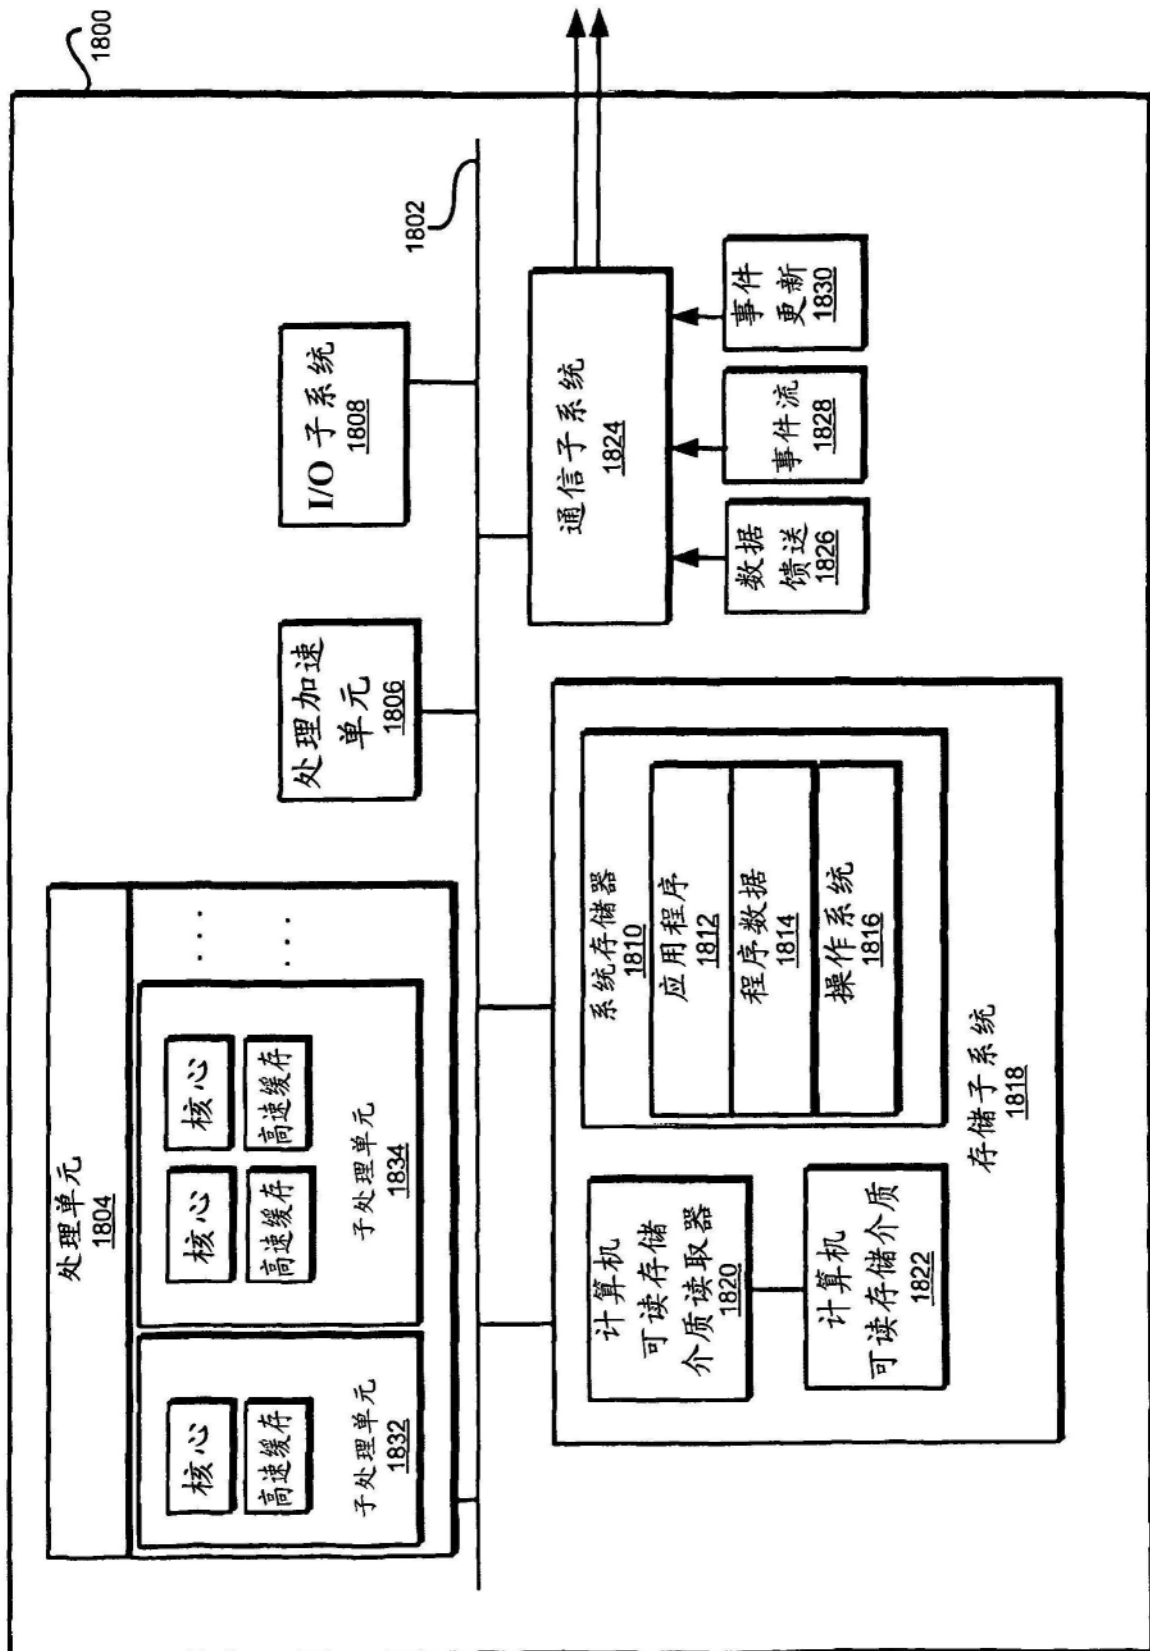 1800
处理单元
1804
核心
高速缓存
子处理单元
1832
核心
高速缓存
核心
高速缓存
子处理单元
1834
...
...
处理加速
单元
1806
I/O 子系统
1808
1802
计算机
可读存储
介质读取器
1820
计算机
可读存储介质
1822
系统存储器
1810
应用程序
1812
程序数据
1814
操作系统
1816
存储子系统
1818
通信子系统
1824
数据
馈送
1826
事件流
1828
事件
更新
1830